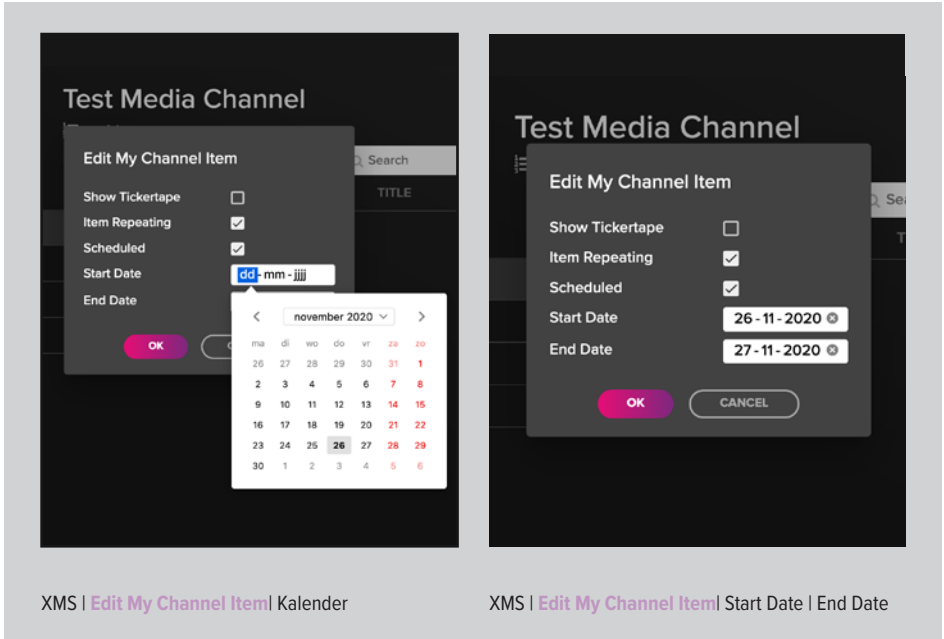 Test Media Channel
Edit My Channel Item
Search
Show Tickertape
TITLE
Item Repeating
Scheduled
Start Date dd - mm - jjjj
End Date
november 2020
OK
ma di wo do vr za zo
26 27 28 29 30 31 1
2 3 4 5 6 7 8
9 10 11 12 13 14 15
16 17 18 19 20 21 22
23 24 25 26 27 28 29
30 1 2 3 4 5 6
XMS | Edit My Channel Item| Kalender
Test Media Channel
Edit My Channel Item
Show Tickertape
Item Repeating
Scheduled
Start Date 26 - 11 - 2020
End Date 27 - 11 - 2020
OK CANCEL
XMS | Edit My Channel Item| Start Date | End Date